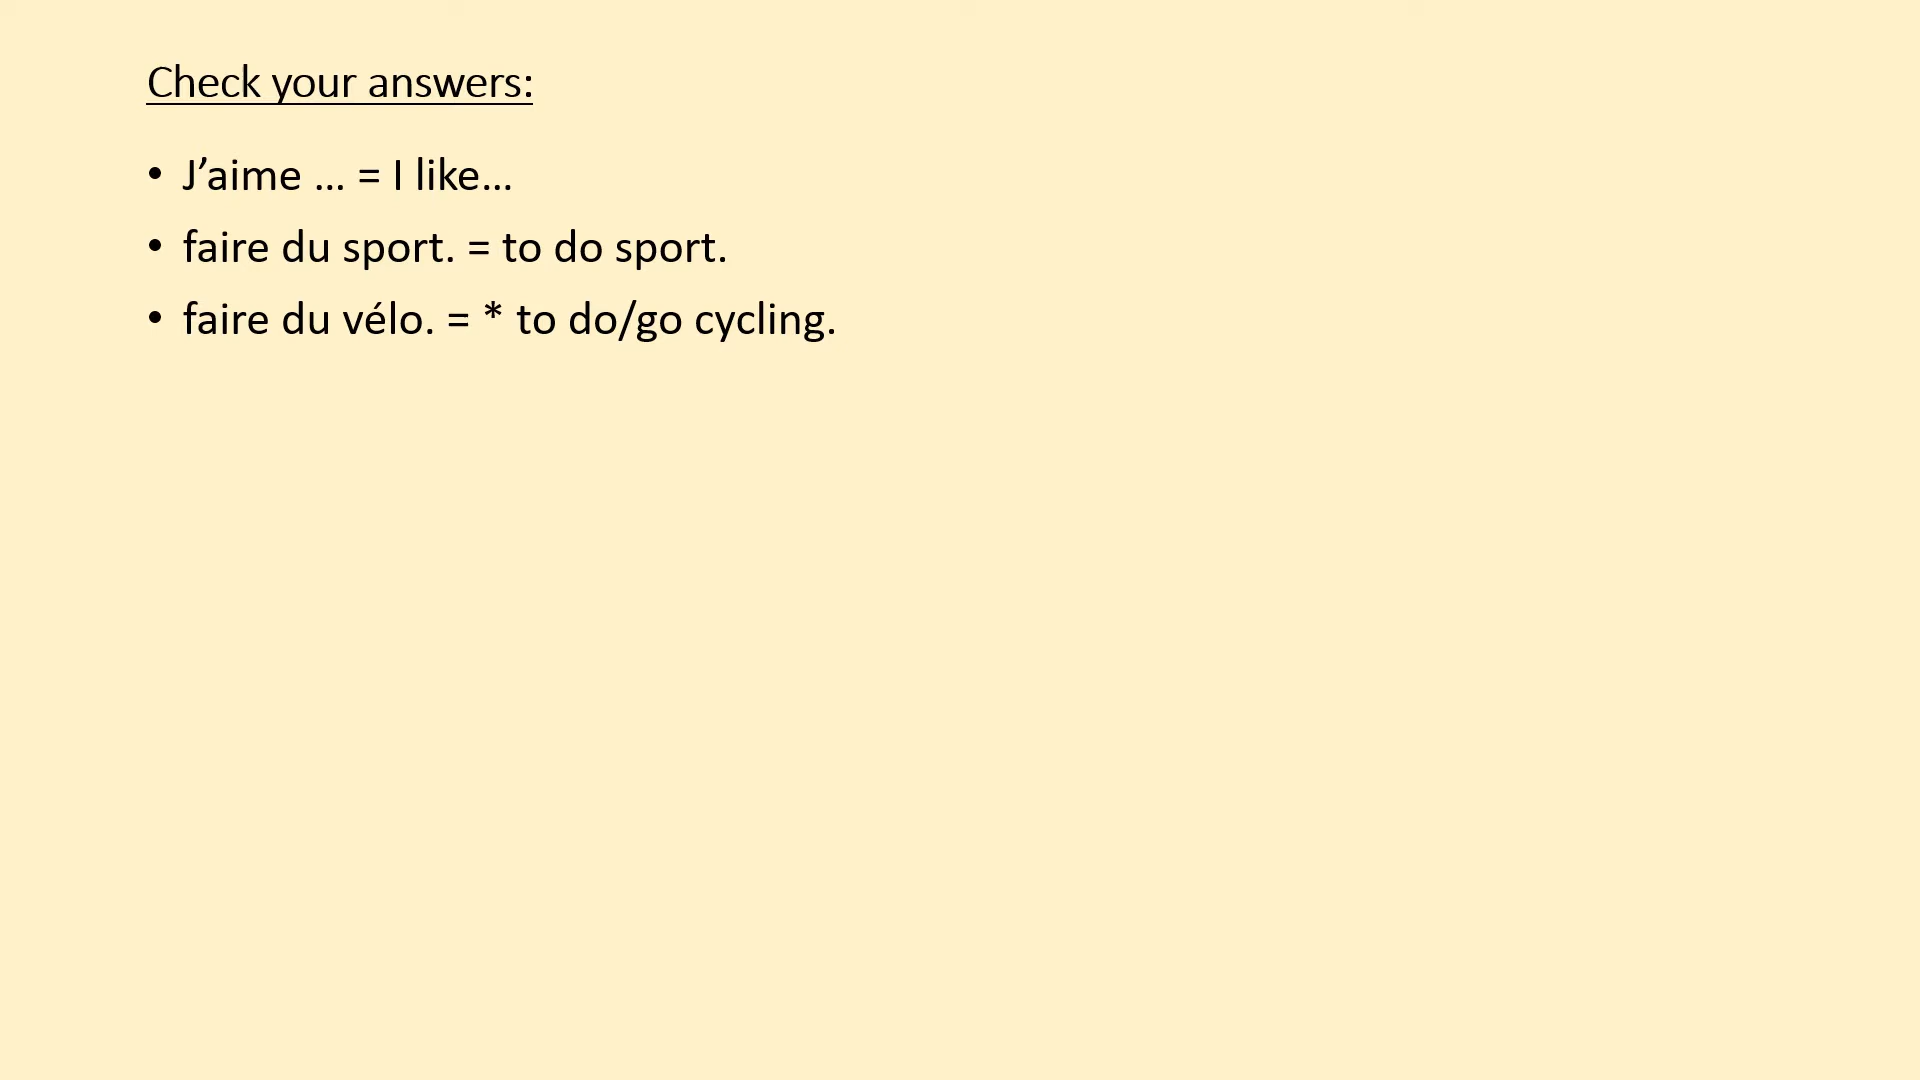 Check your answers:
• J’aime … = I like…
• faire du sport. = to do sport.
• faire du vélo. = * to do/go cycling.